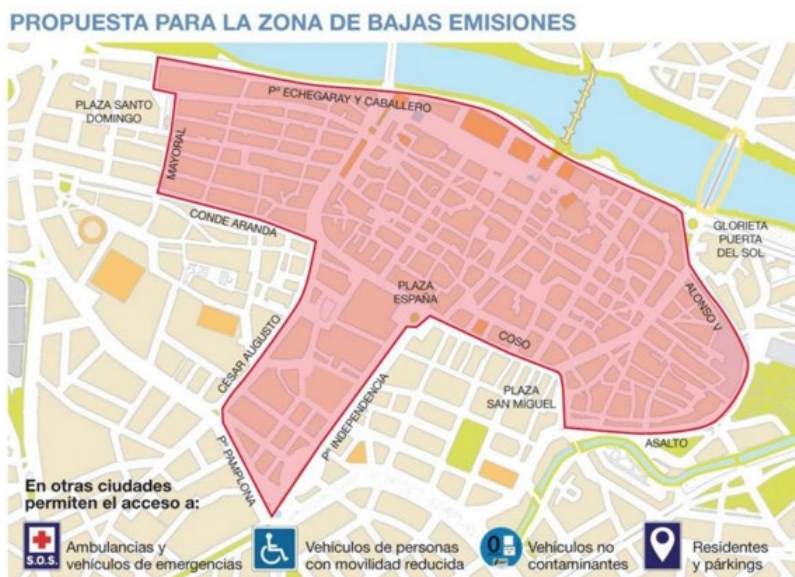 PROPUESTA PARA LA ZONA DE BAJAS EMISIONES
PLAZA SANTO
DOMINGO
Pº ECHEGARAY Y CABALLERO
MAYORAL
CONDE ARANDA
GLORIETA
PUERTA
DEL SOL
PLAZA
ESPAÑA
ALONSO V
COSO
CÉSAR AUGUSTO
PLAZA
SAN MIGUEL
Pº INDEPENDENCIA
ASALTO
Pº PAMPLONA
En otras ciudades
permiten el acceso a:
S.O.S.
Ambulancias y
vehículos de emergencias
Vehículos de personas
con movilidad reducida
0
Vehículos no
contaminantes
Residentes
y párkings